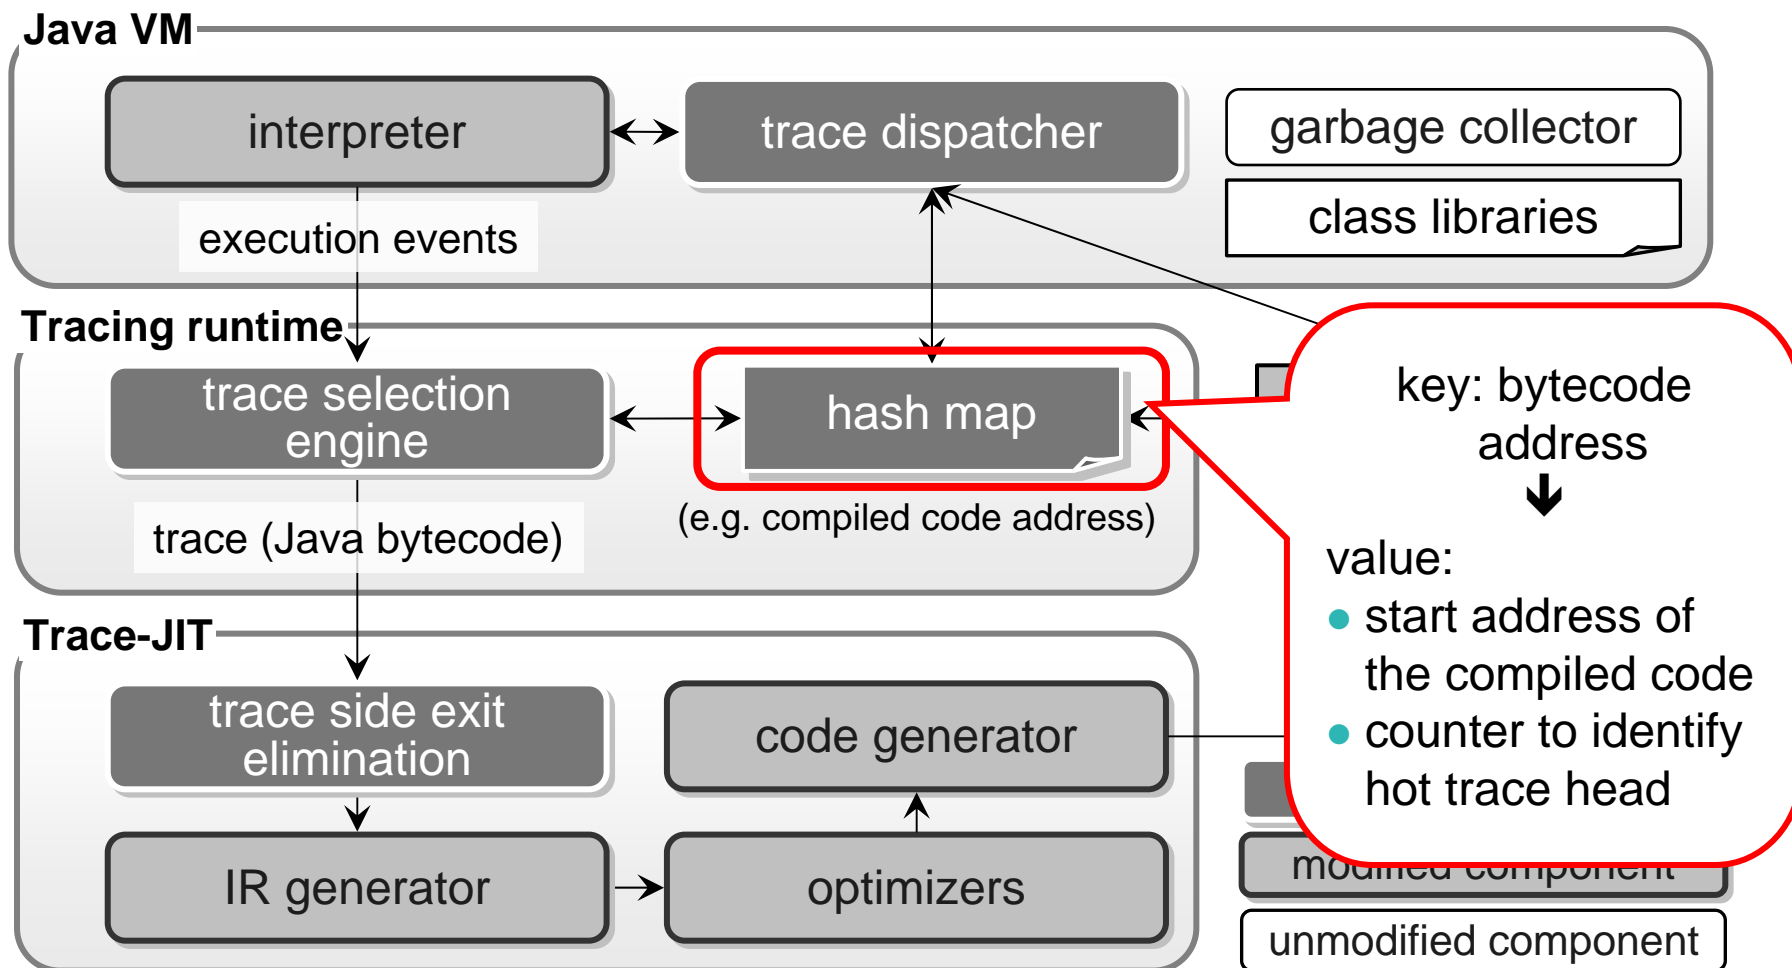 Java VM
interpreter
trace dispatcher
garbage collector
class libraries
execution events
Tracing runtime
trace selection
engine
hash map
(e.g. compiled code address)
trace (Java bytecode)
key: bytecode
address
value:
start address of
the compiled code
counter to identify
hot trace head
Trace-JIT
trace side exit
elimination
code generator
IR generator
optimizers
modified component
unmodified component